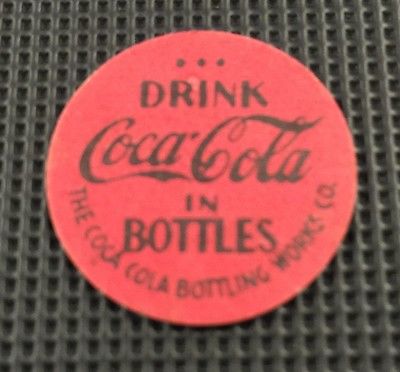 DRINK
Coca-Cola
IN
BOTTLES
THE COCA COLA BOTTLING WORKS CO.